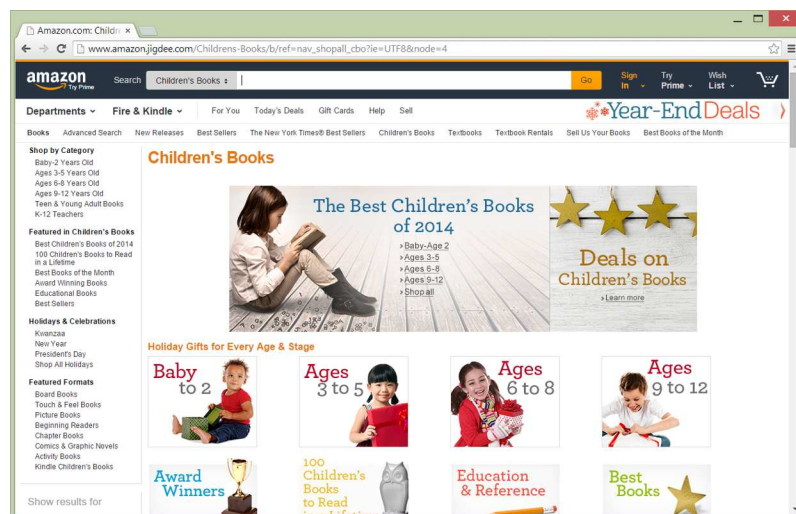 Amazon.com: Childre
www.amazon.jigdee.com/Childrens-Books/b/ref=nav_shopall_cbo?ie=UTF8&node=4
amazon
Try Prime
Search
Children's Books
Go
Sign In
Try Prime
Wish List
Departments
Fire & Kindle
For You
Today's Deals
Gift Cards
Help
Sell
Year-End Deals
Books
Advanced Search
New Releases
Best Sellers
The New York Times® Best Sellers
Children's Books
Textbooks
Textbook Rentals
Sell Us Your Books
Best Books of the Month
Shop by Category
Baby-2 Years Old
Ages 3-5 Years Old
Ages 6-8 Years Old
Ages 9-12 Years Old
Teen & Young Adult Books
K-12 Teachers
Featured in Children's Books
Best Children's Books of 2014
100 Children's Books to Read
in a Lifetime
Best Books of the Month
Award Winning Books
Educational Books
Best Sellers
Holidays & Celebrations
Kwanzaa
New Year
President's Day
Shop All Holidays
Featured Formats
Board Books
Touch & Feel Books
Picture Books
Beginning Readers
Chapter Books
Comics & Graphic Novels
Activity Books
Kindle Children's Books
Show results for
Children's Books
The Best Children's Books
of 2014
›Baby-Age 2
›Ages 3-5
›Ages 6-8
›Ages 9-12
›Shop all
Deals on
Children's Books
›Learn more
Holiday Gifts for Every Age & Stage
Baby
to 2
Ages
3 to 5
Ages
6 to 8
Ages
9 to 12
Award
Winners
100
Children's
Books
to Read
Education
& Reference
Best
Books